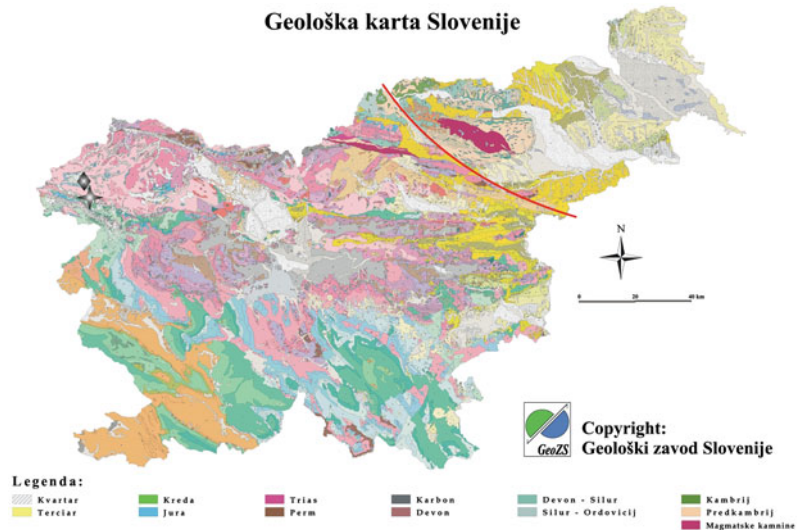 Geološka karta Slovenije
N
0 20 40 km
GeoZS
Copyright:
Geološki zavod Slovenije
Legenda:
Kvartar Kreda Trias Karbon Devon - Silur Kambrij
Terciar Jura Perm Devon Silur - Ordovicij Predkambrij
Magmatske kamnine